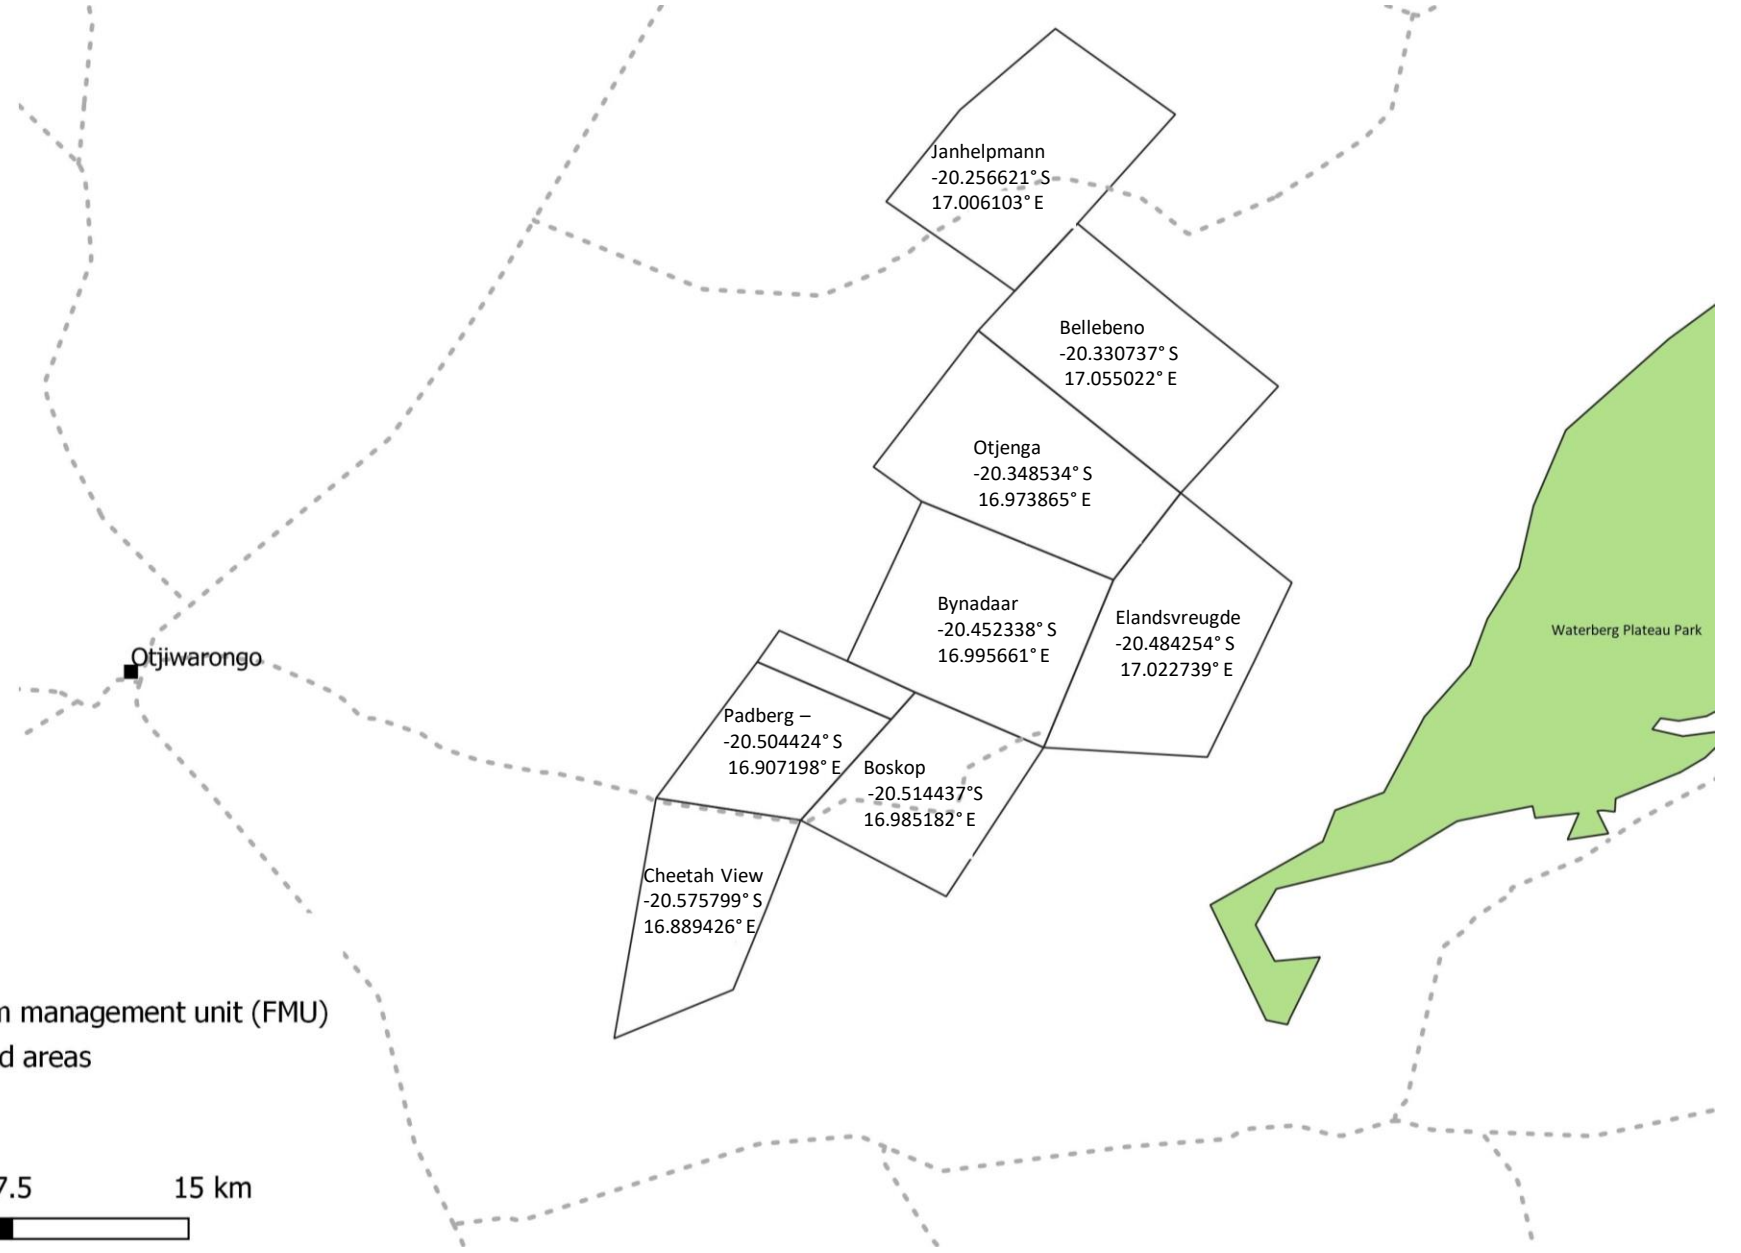 Janhelpmann
-20.256621° S
17.006103° E
Bellebeno
-20.330737° S
17.055022° E
Otjenga
-20.348534° S
16.973865° E
Bynadaar
-20.452338° S
16.995661° E
Elandsvreugde
-20.484254° S
17.022739° E
Waterberg Plateau Park
Otjiwarongo
Padberg –
-20.504424° S
16.907198° E
Boskop
-20.514437°S
16.985182° E
Cheetah View
-20.575799° S
16.889426° E
management unit (FMU)
d areas
7.5 15 km